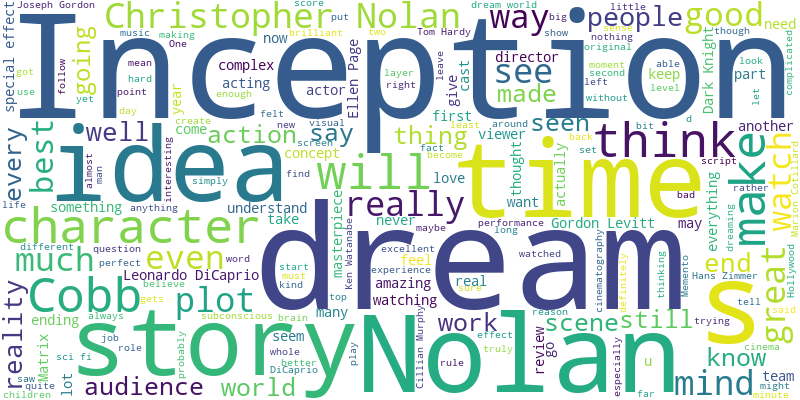 Joseph Gordon
Christopher Nolan
score
put
dream world
way
big
little
people
good
need
Inception
special effect
got
use
yet
going
music
One
mean
point
day
follow
hard
making
brilliant
two
now
complex
acting
year
enough
felt
actor
Tom Hardy
show
sense
nothing
original
see
layer
right
Ellen Page
leave
give
cast
director
made
moment
second
left
without
able
level
keep
Dark Knight
though
look
part
let
complicated
every
best
well
action
create
come
new
visual
say
screen
around
least
fact
become
thing
first
viewer
seen
set
bit
d
back
think
another
script
bad
rather
make
watch
Marion Cotillard
life
almost
man
interesting
simply
concept
find
idea
will
love
thought
want
actually
time
something
anything
understand
take
really
masterpiece
never
maybe
performance
long
Gordon Levitt
may
everything
dreaming
character
different
question
perfect
word
much
even
Leonardo DiCaprio
Ken Watanabe
excellent
feel
experience
watched
amazing
watching
real
sure
cinematography
definitely
thinking
Memento
end
Hans Zimmer
tell
s
great
Hollywood
said
reality
Cobb
believe
gets
plot
start
must
kind
many
top
dream
ending
always
subconscious
brain
seem
effect
truly
work
reason
scene
still
trying
cinema
know
Matrix
sci fi
job
role
probably
story
whole
better
DiCaprio
play
Cillian Murphy
rule
Nolan
review
go
especially
u
far
mind
team
might
minute
saw
quite
children
lot
audience
world